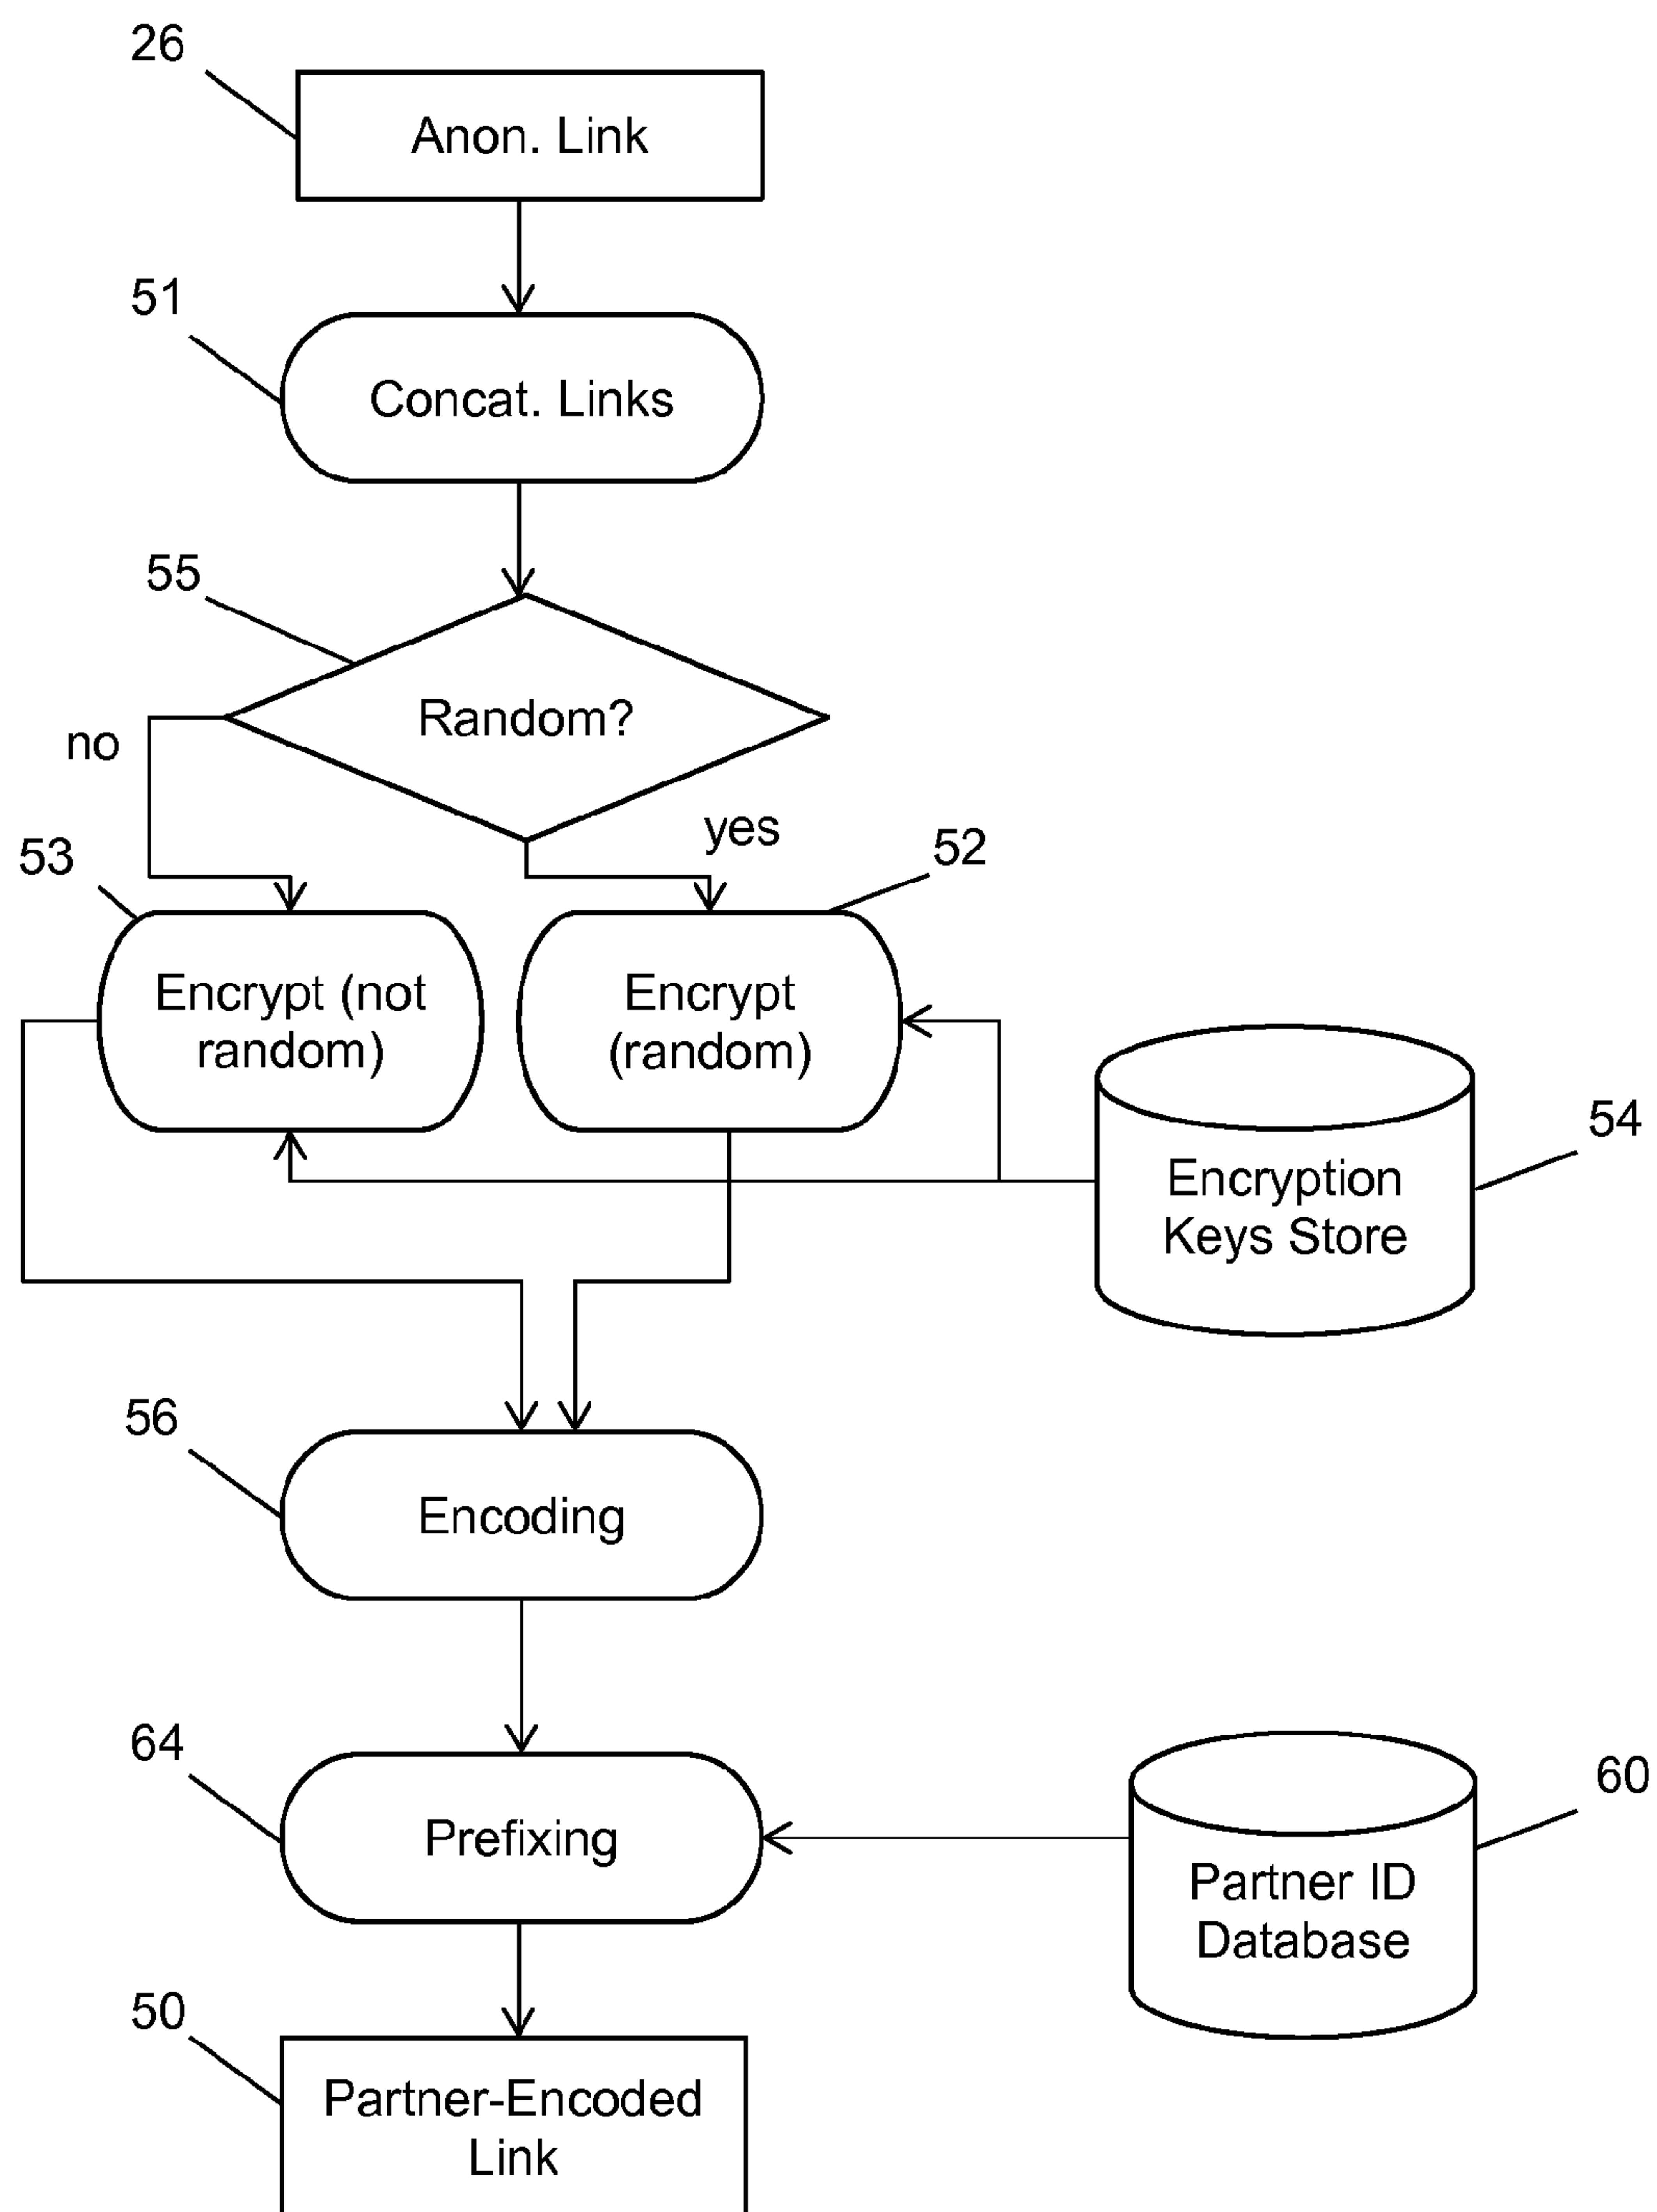 26
Anon. Link
51
Concat. Links
55
Random?
no
yes
53
52
Encrypt (not
random)
Encrypt
(random)
54
Encryption
Keys Store
56
Encoding
64
Prefixing
60
Partner ID
Database
50
Partner-Encoded
Link